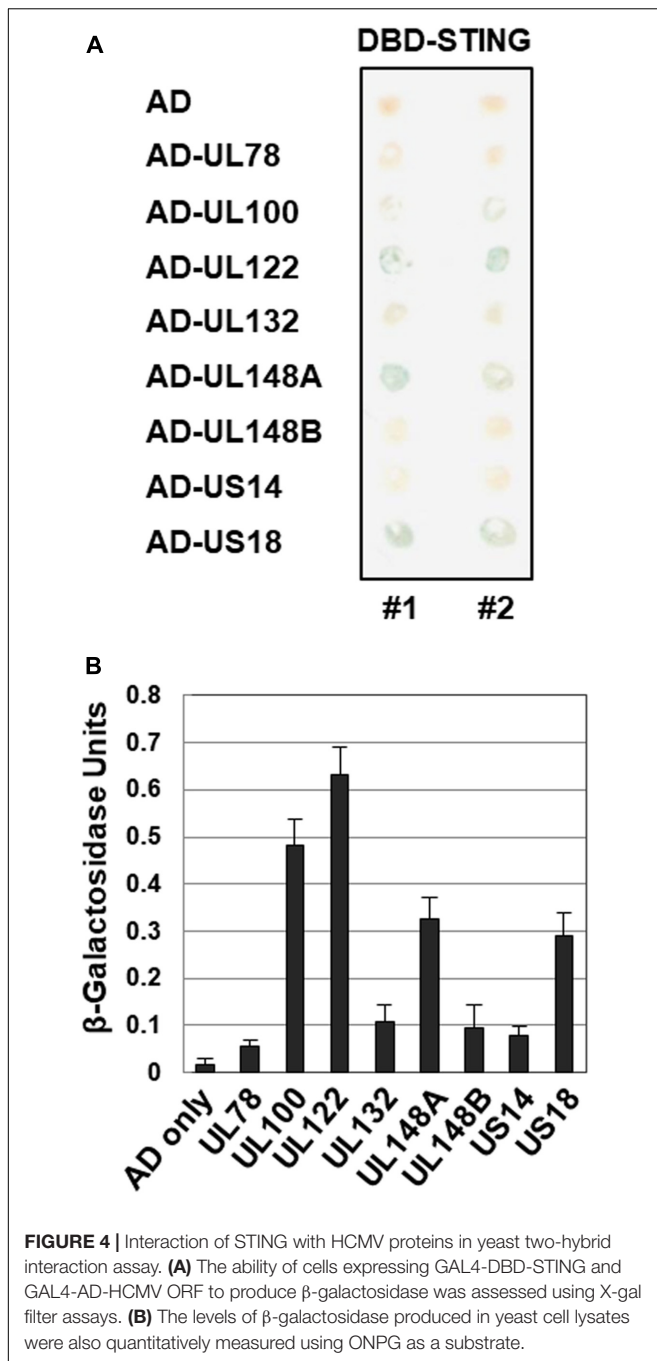 A
DBD-STING
AD
AD-UL78
AD-UL100
AD-UL122
AD-UL132
AD-UL148A
AD-UL148B
AD-US14
AD-US18
#1 #2
B
β-Galactosidase Units
0.8
0.7
0.6
0.5
0.4
0.3
0.2
0.1
0
AD only UL78 UL100 UL122 UL132 UL148A UL148B US14 US18
FIGURE 4 | Interaction of STING with HCMV proteins in yeast two-hybrid
interaction assay. (A) The ability of cells expressing GAL4-DBD-STING and
GAL4-AD-HCMV ORF to produce β-galactosidase was assessed using X-gal
filter assays. (B) The levels of β-galactosidase produced in yeast cell lysates
were also quantitatively measured using ONPG as a substrate.